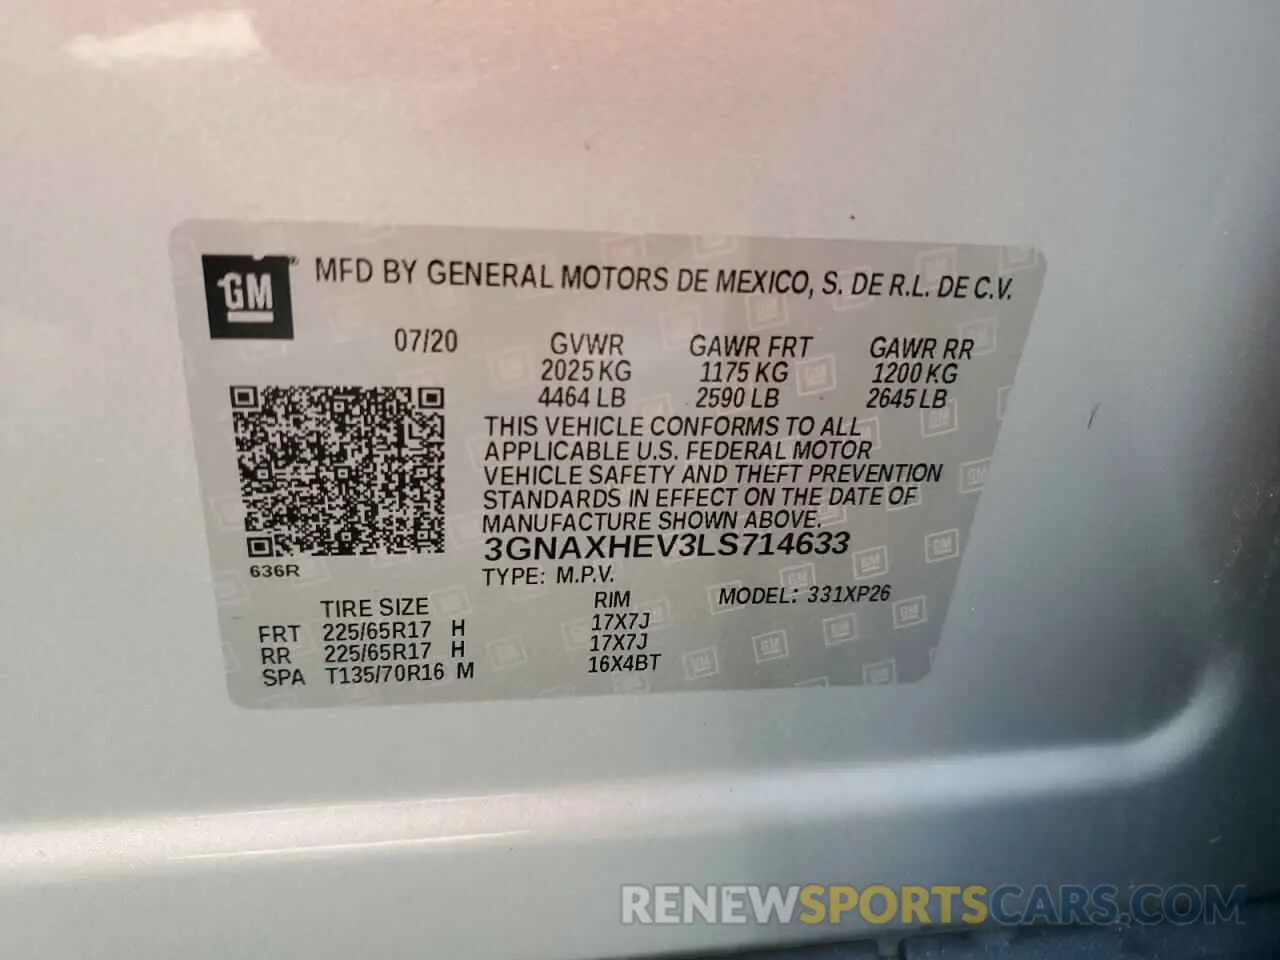 GM
MFD BY GENERAL MOTORS DE MEXICO, S. DE R.L. DE C.V.
07/20 GVWR GAWR FRT GAWR RR
2025 KG 1175 KG 1200 KG
4464 LB 2590 LB 2645 LB
THIS VEHICLE CONFORMS TO ALL
APPLICABLE U.S. FEDERAL MOTOR
VEHICLE SAFETY AND THEFT PREVENTION
STANDARDS IN EFFECT ON THE DATE OF
MANUFACTURE SHOWN ABOVE.
3GNAXHEV3LS714633
636R
TYPE: M.P.V. MODEL: 331XP26
TIRE SIZE RIM
FRT 225/65R17 H 17X7J
RR 225/65R17 H 17X7J
SPA T135/70R16 M 16X4BT
RENEWSPORTSCARS.COM